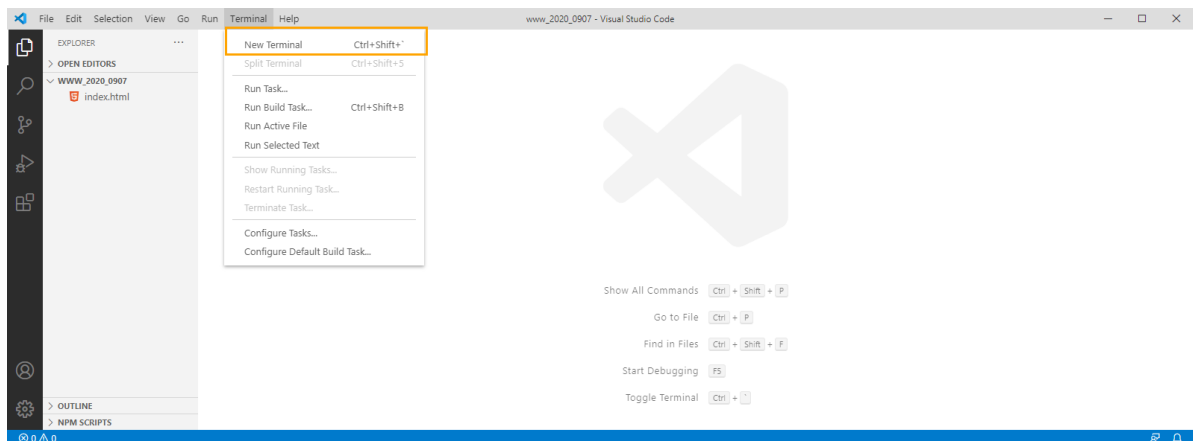 File Edit Selection View Go Run Terminal Help www_2020_0907 - Visual Studio Code
EXPLORER ...
OPEN EDITORS
WWW_2020_0907
index.html
New Terminal Ctrl+Shift+`
Split Terminal Ctrl+Shift+5
Run Task...
Run Build Task... Ctrl+Shift+B
Run Active File
Run Selected Text
Show Running Tasks...
Restart Running Task...
Terminate Task...
Configure Tasks...
Configure Default Build Task...
Show All Commands Ctrl + Shift + P
Go to File Ctrl + P
Find in Files Ctrl + Shift + F
Start Debugging F5
Toggle Terminal Ctrl + `
OUTLINE
NPM SCRIPTS
0 0